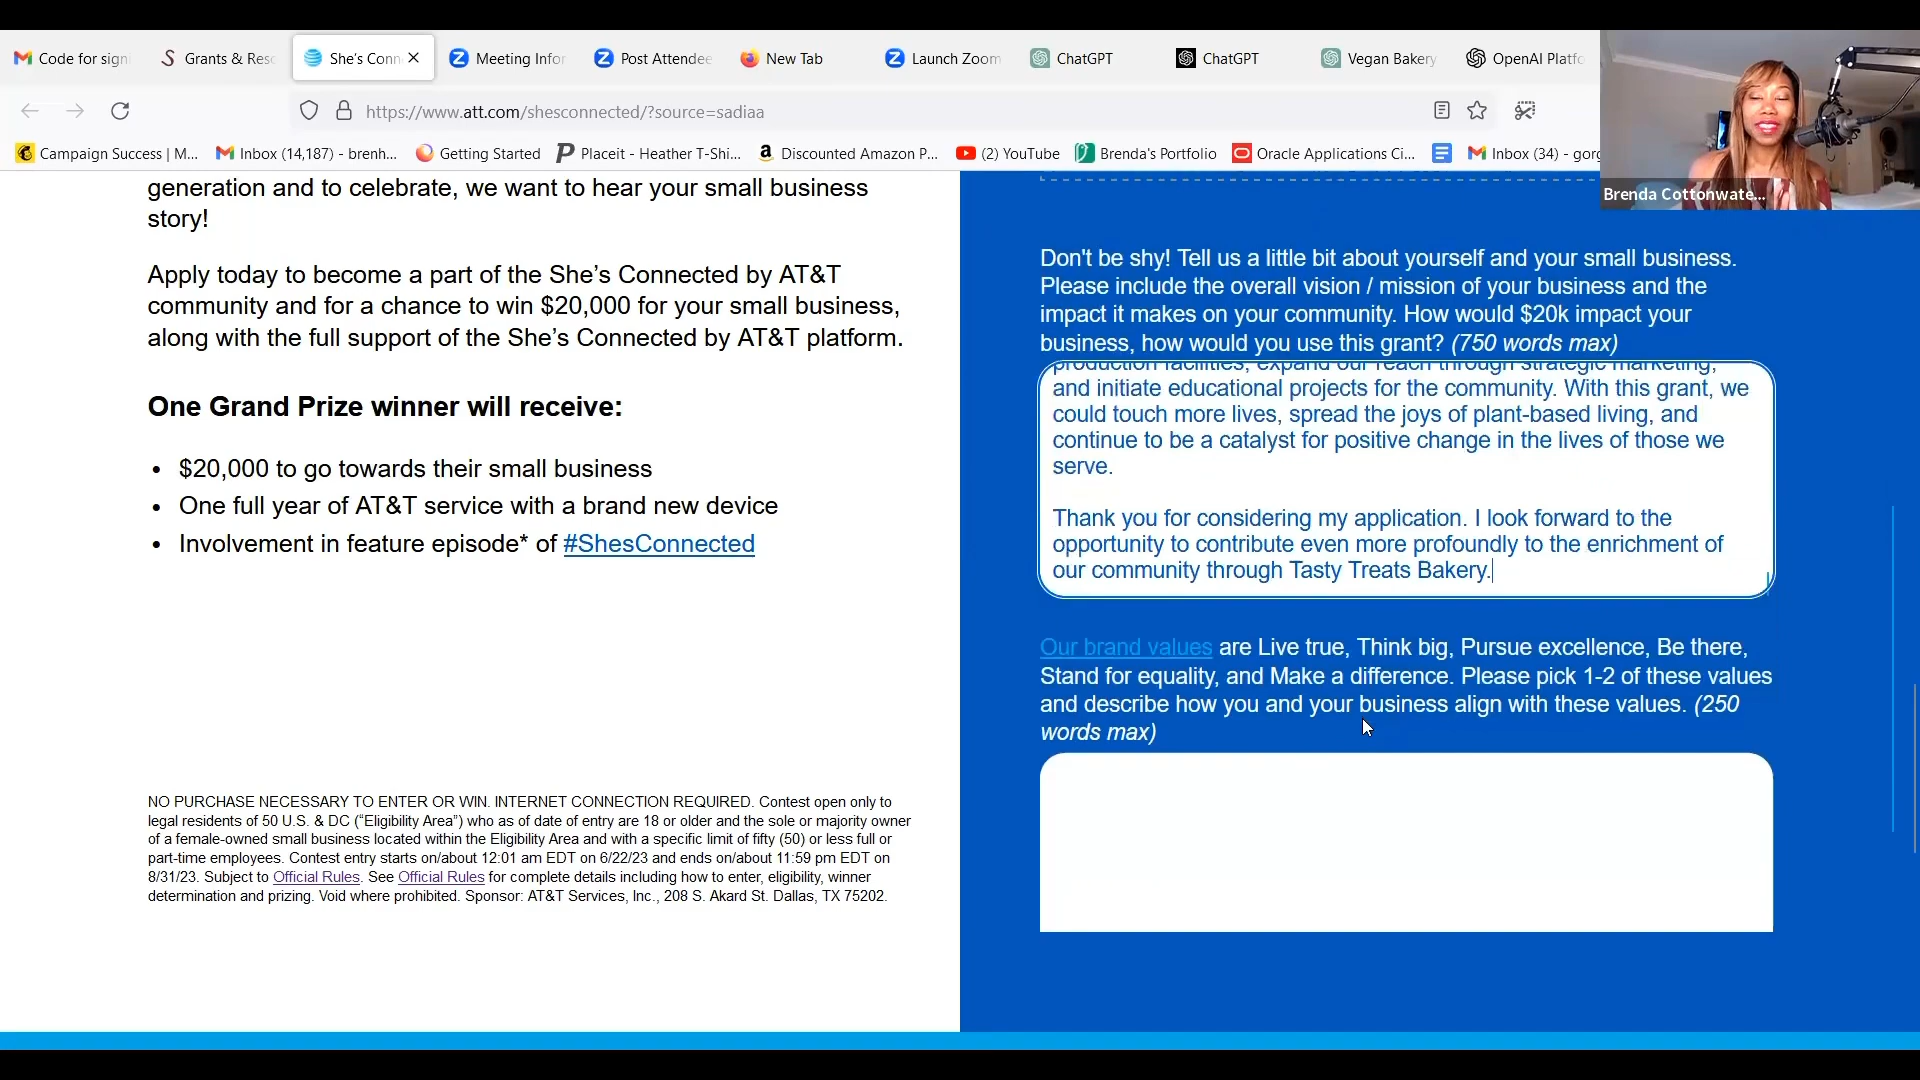 Code for sign
Grants & Reso
She's Conn
Meeting Infor
Post Attendee
New Tab
Launch Zoom
ChatGPT
ChatGPT
Vegan Bakery
OpenAI Platfo
https://www.att.com/shesconnected/?source=sadiaa
Campaign Success | M...
Inbox (14,187) - brenh...
Getting Started
Placeit - Heather T-Shi...
Discounted Amazon P...
(2) YouTube
Brenda's Portfolio
Oracle Applications Ci...
Inbox (34) - gorg
Brenda Cottonwate...
generation and to celebrate, we want to hear your small business
story!
Apply today to become a part of the She's Connected by AT&T
community and for a chance to win $20,000 for your small business,
along with the full support of the She's Connected by AT&T platform.
One Grand Prize winner will receive:
• $20,000 to go towards their small business
• One full year of AT&T service with a brand new device
• Involvement in feature episode* of #ShesConnected
NO PURCHASE NECESSARY TO ENTER OR WIN. INTERNET CONNECTION REQUIRED. Contest open only to
legal residents of 50 U.S. & DC ("Eligibility Area") who as of date of entry are 18 or older and the sole or majority owner
of a female-owned small business located within the Eligibility Area and with a specific limit of fifty (50) or less full or
part-time employees. Contest entry starts on/about 12:01 am EDT on 6/22/23 and ends on/about 11:59 pm EDT on
8/31/23. Subject to Official Rules. See Official Rules for complete details including how to enter, eligibility, winner
determination and prizing. Void where prohibited. Sponsor: AT&T Services, Inc., 208 S. Akard St. Dallas, TX 75202.
Don't be shy! Tell us a little bit about yourself and your small business.
Please include the overall vision / mission of your business and the
impact it makes on your community. How would $20k impact your
business, how would you use this grant? (750 words max)
production facilities, expand our reach through strategic marketing,
and initiate educational projects for the community. With this grant, we
could touch more lives, spread the joys of plant-based living, and
continue to be a catalyst for positive change in the lives of those we
serve.
Thank you for considering my application. I look forward to the
opportunity to contribute even more profoundly to the enrichment of
our community through Tasty Treats Bakery.
Our brand values are Live true, Think big, Pursue excellence, Be there,
Stand for equality, and Make a difference. Please pick 1-2 of these values
and describe how you and your business align with these values. (250
words max)